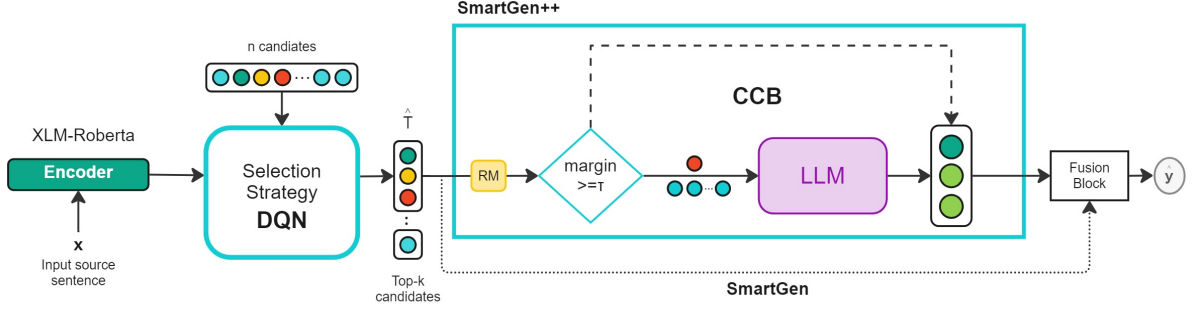 SmartGen++
n candiates
XLM-Roberta
Encoder
x
Input source
sentence
Selection
Strategy
DQN
T̂
Top-k
candidates
RM
margin
>=τ
CCB
LLM
Fusion
Block
ŷ
SmartGen